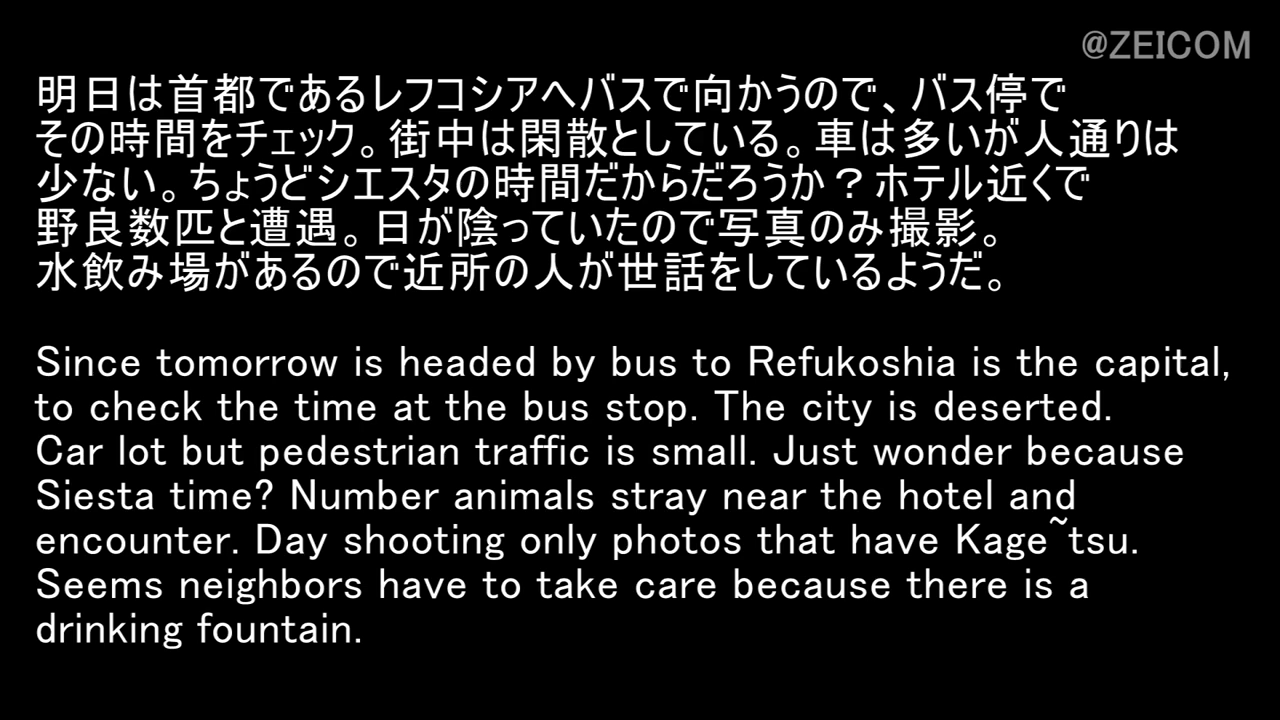 @ZEICOM
明日は首都であるレフコシアへバスで向かうので、バス停で
その時間をチェック。街中は閑散としている。車は多いが人通りは
少ない。ちょうどシエスタの時間だからだろうか？ホテル近くで
野良数匹と遭遇。日が陰っていたので写真のみ撮影。
水飲み場があるので近所の人が世話をしているようだ。
Since tomorrow is headed by bus to Refukoshia is the capital,
to check the time at the bus stop. The city is deserted.
Car lot but pedestrian traffic is small. Just wonder because
Siesta time? Number animals stray near the hotel and
encounter. Day shooting only photos that have Kage~tsu.
Seems neighbors have to take care because there is a
drinking fountain.